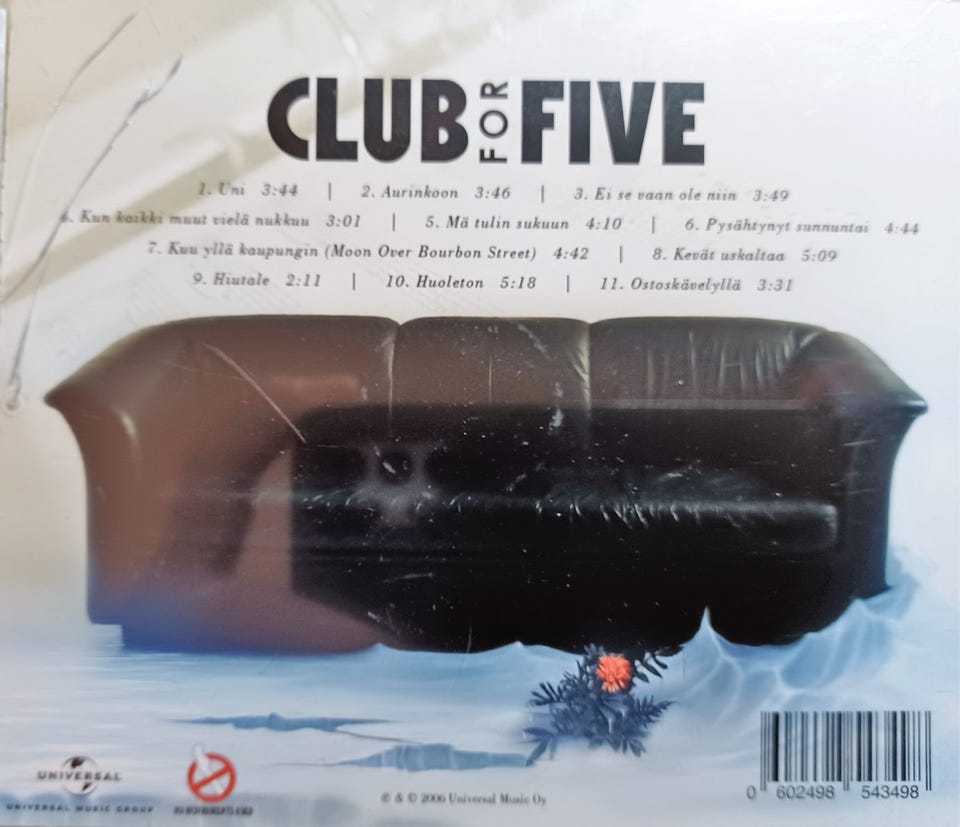 CLUB FOR FIVE
1. Uni 3:44 | 2. Aurinkoon 3:46 | 3. Ei se vaan ole niin 3:49
4. Kun kaikki muut vielä nukkuu 3:01 | 5. Mä tulin sukuun 4:10 | 6. Pysähtynyt sunnuntai 4:44
7. Kuu yllä kaupungin (Moon Over Bourbon Street) 4:42 | 8. Kevät uskaltaa 5:09
9. Hiutale 2:11 | 10. Huoleton 5:18 | 11. Ostoskävelyllä 3:31
UNIVERSAL
UNIVERSAL MUSIC GROUP
℗ & © 2006 Universal Music Oy
0 602498 543498